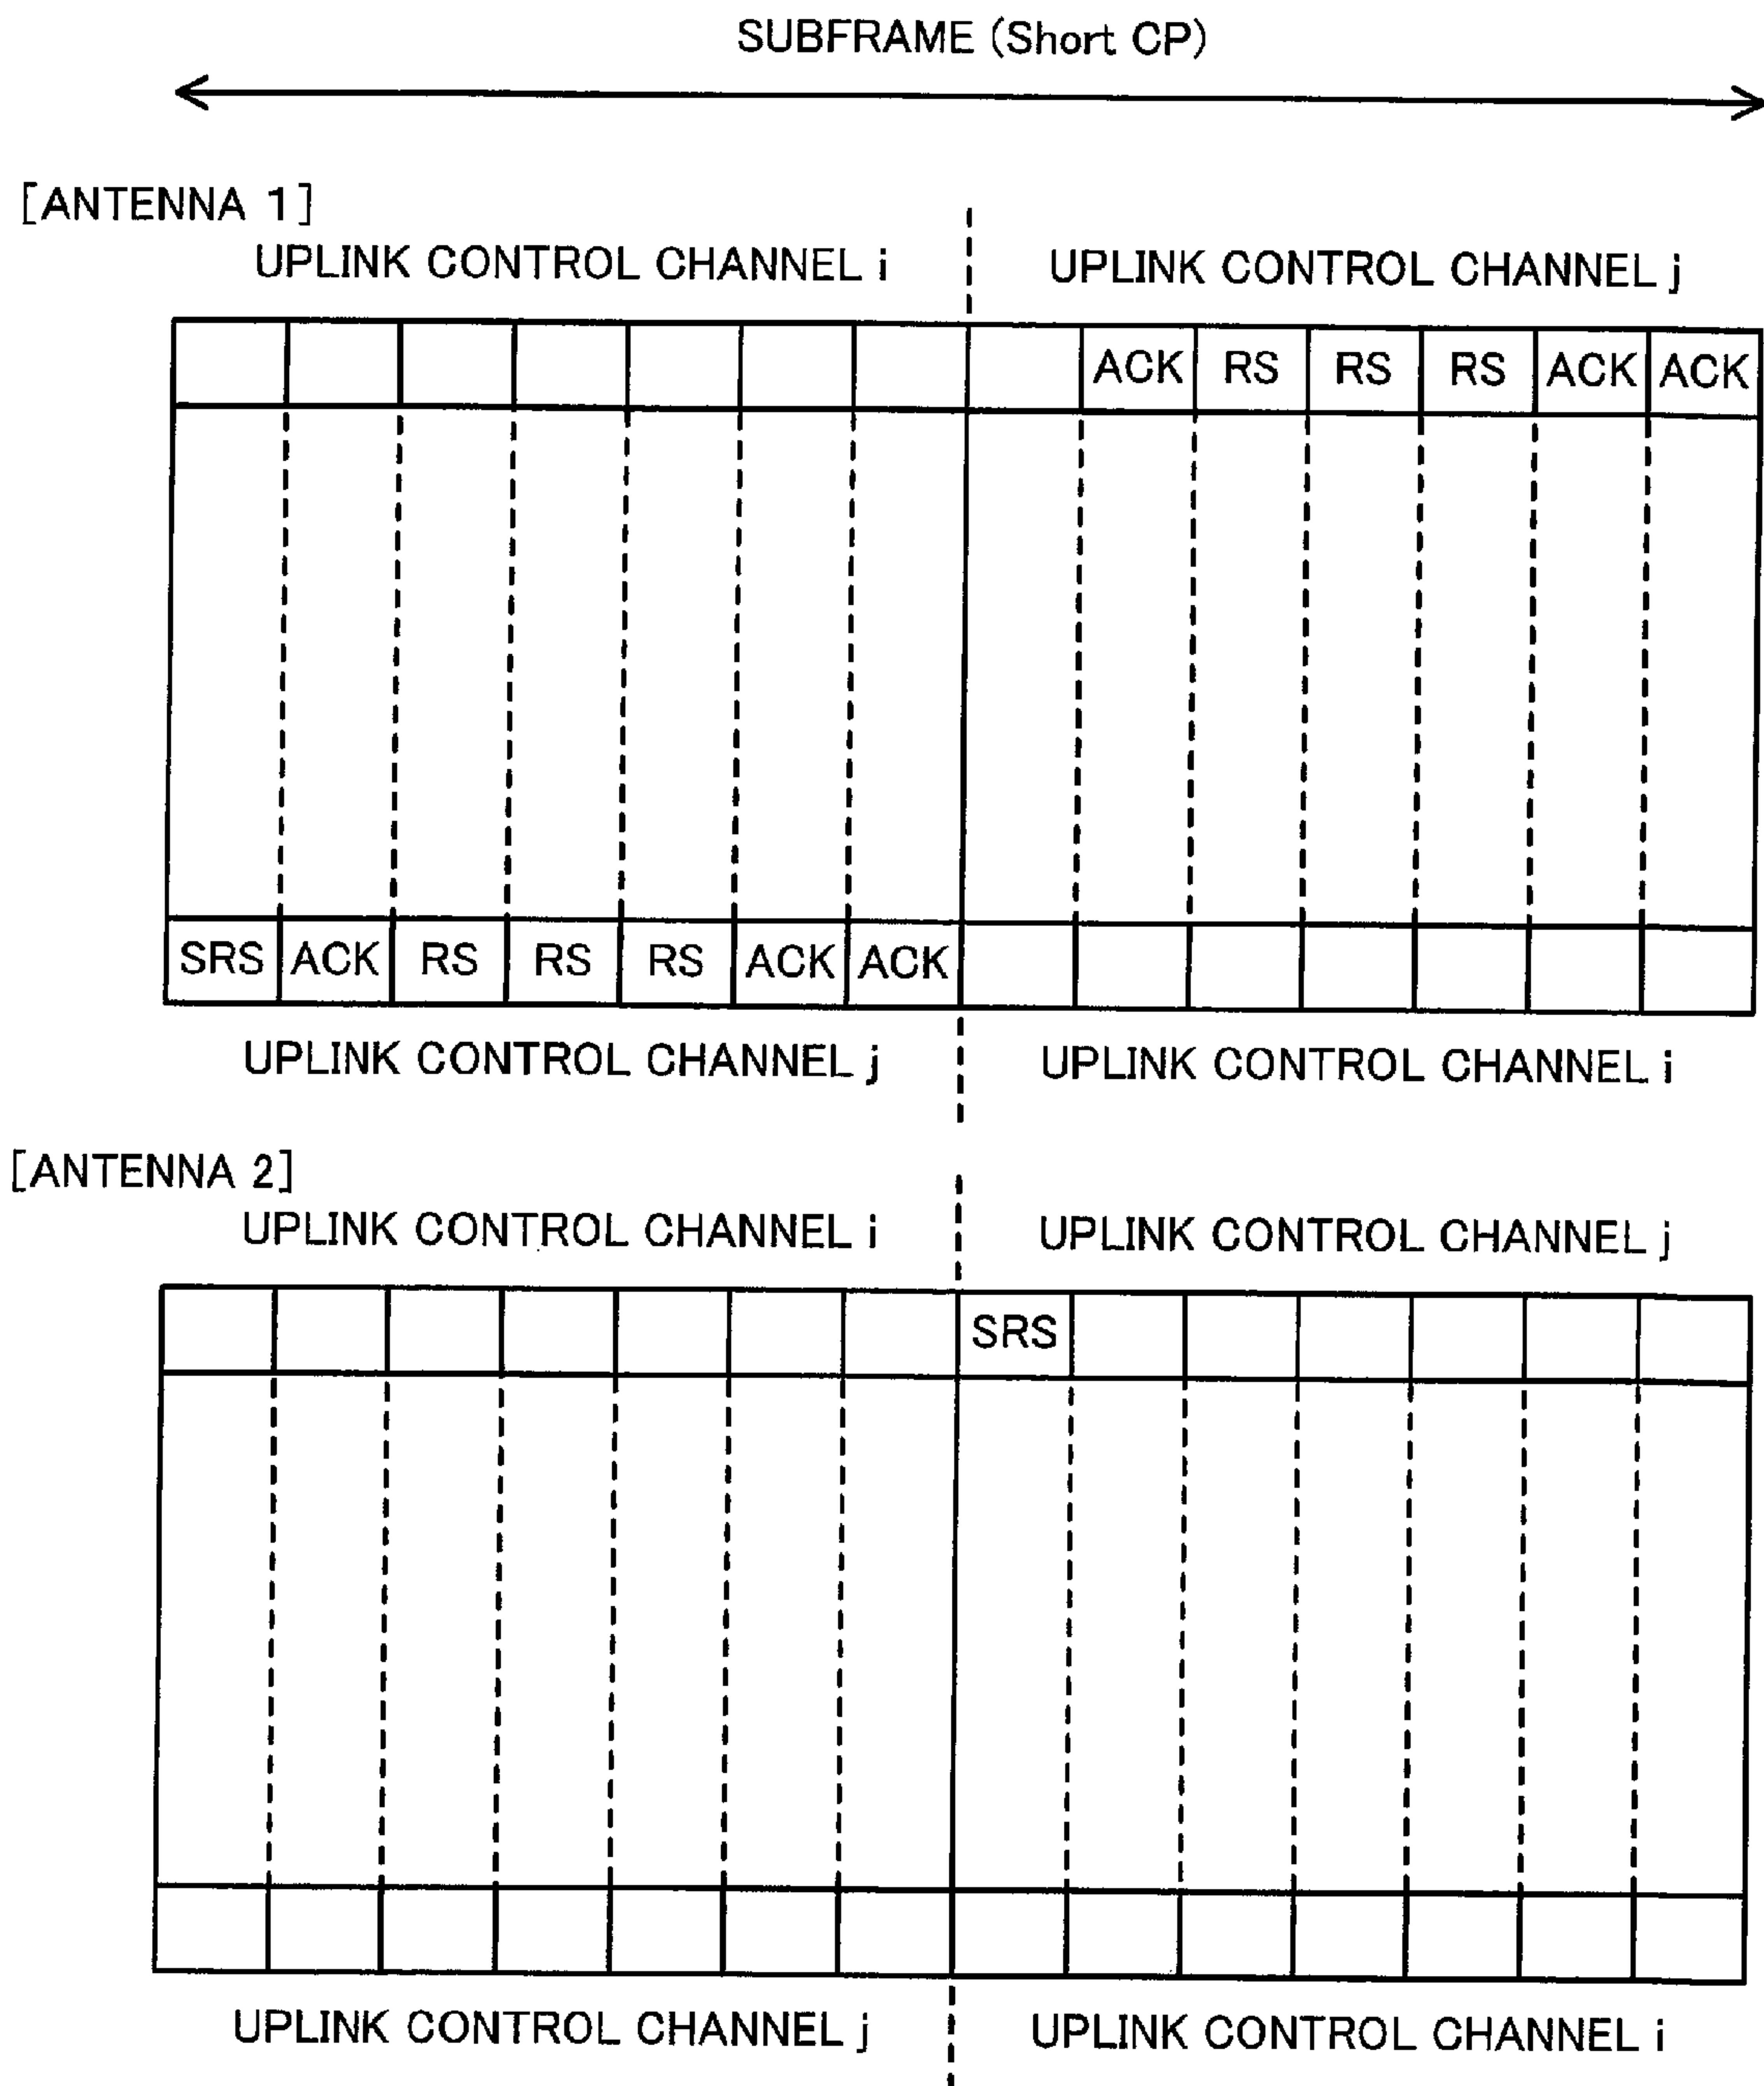 SUBFRAME (Short CP)
[ANTENNA 1]
UPLINK CONTROL CHANNEL i UPLINK CONTROL CHANNEL j
ACK RS RS RS ACK ACK
SRS ACK RS RS RS ACK ACK
UPLINK CONTROL CHANNEL j UPLINK CONTROL CHANNEL i
[ANTENNA 2]
UPLINK CONTROL CHANNEL i UPLINK CONTROL CHANNEL j
SRS
UPLINK CONTROL CHANNEL j UPLINK CONTROL CHANNEL i